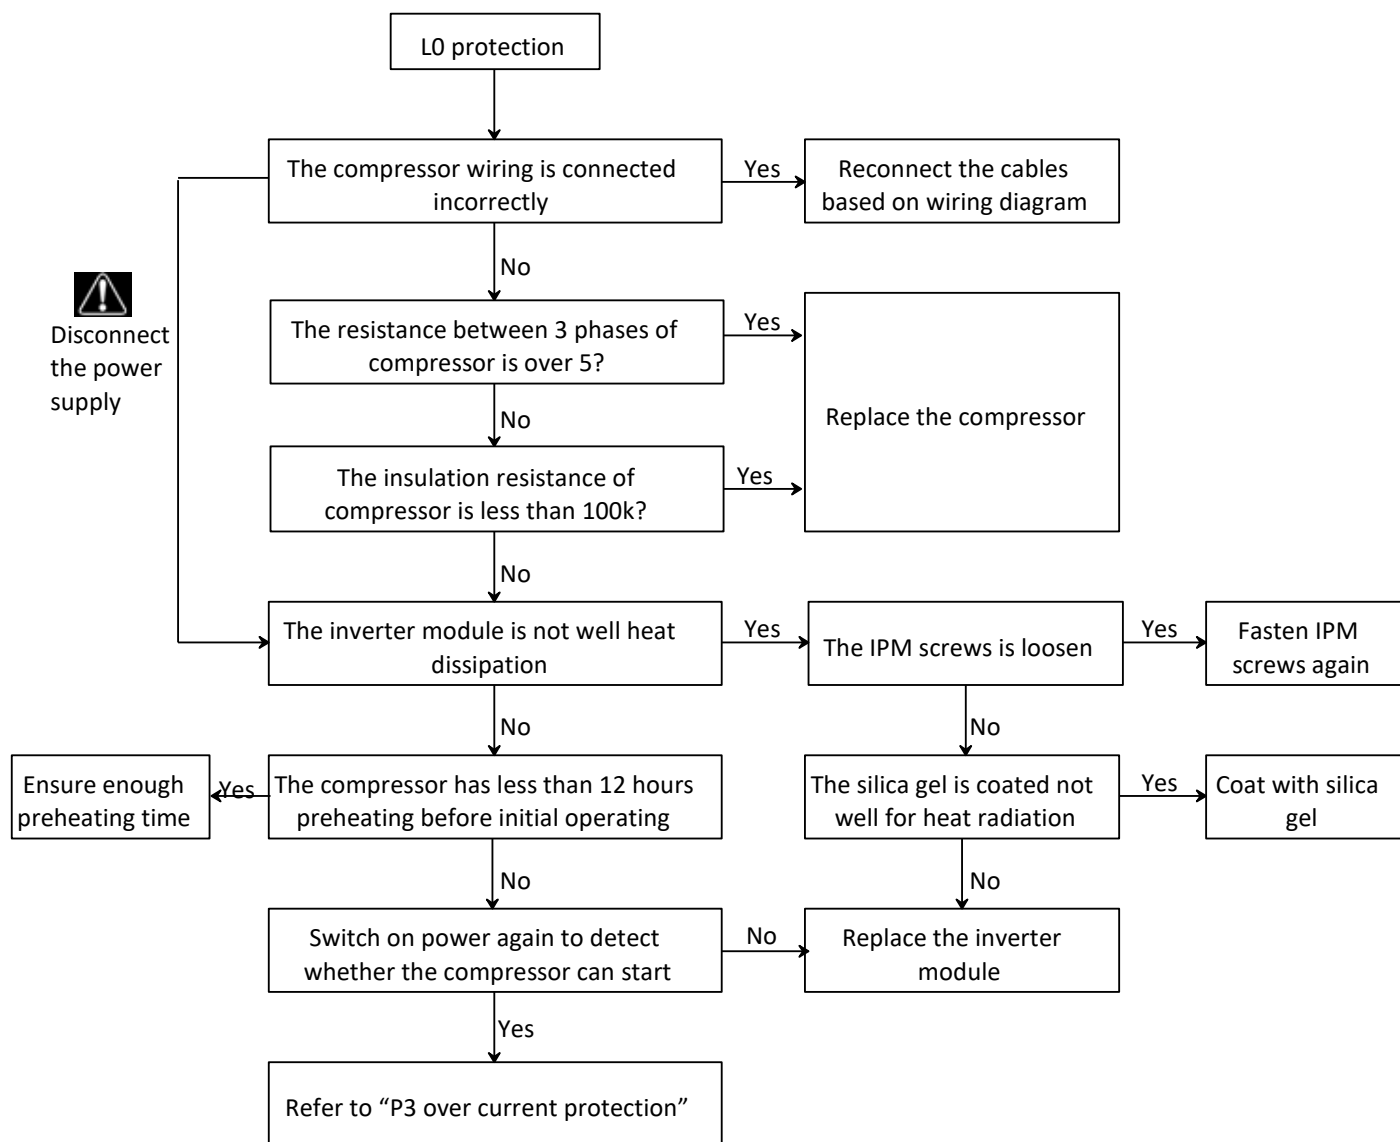 L0 protection
The compressor wiring is connected
incorrectly
Yes
Reconnect the cables
based on wiring diagram
No
Disconnect
the power
supply
The resistance between 3 phases of
compressor is over 5?
Yes
Replace the compressor
No
The insulation resistance of
compressor is less than 100k?
Yes
No
The inverter module is not well heat
dissipation
Yes
The IPM screws is loosen
Yes
Fasten IPM
screws again
No
No
Ensure enough
preheating time
Yes
The compressor has less than 12 hours
preheating before initial operating
The silica gel is coated not
well for heat radiation
Yes
Coat with silica
gel
No
No
Switch on power again to detect
whether the compressor can start
No
Replace the inverter
module
Yes
Refer to “P3 over current protection”